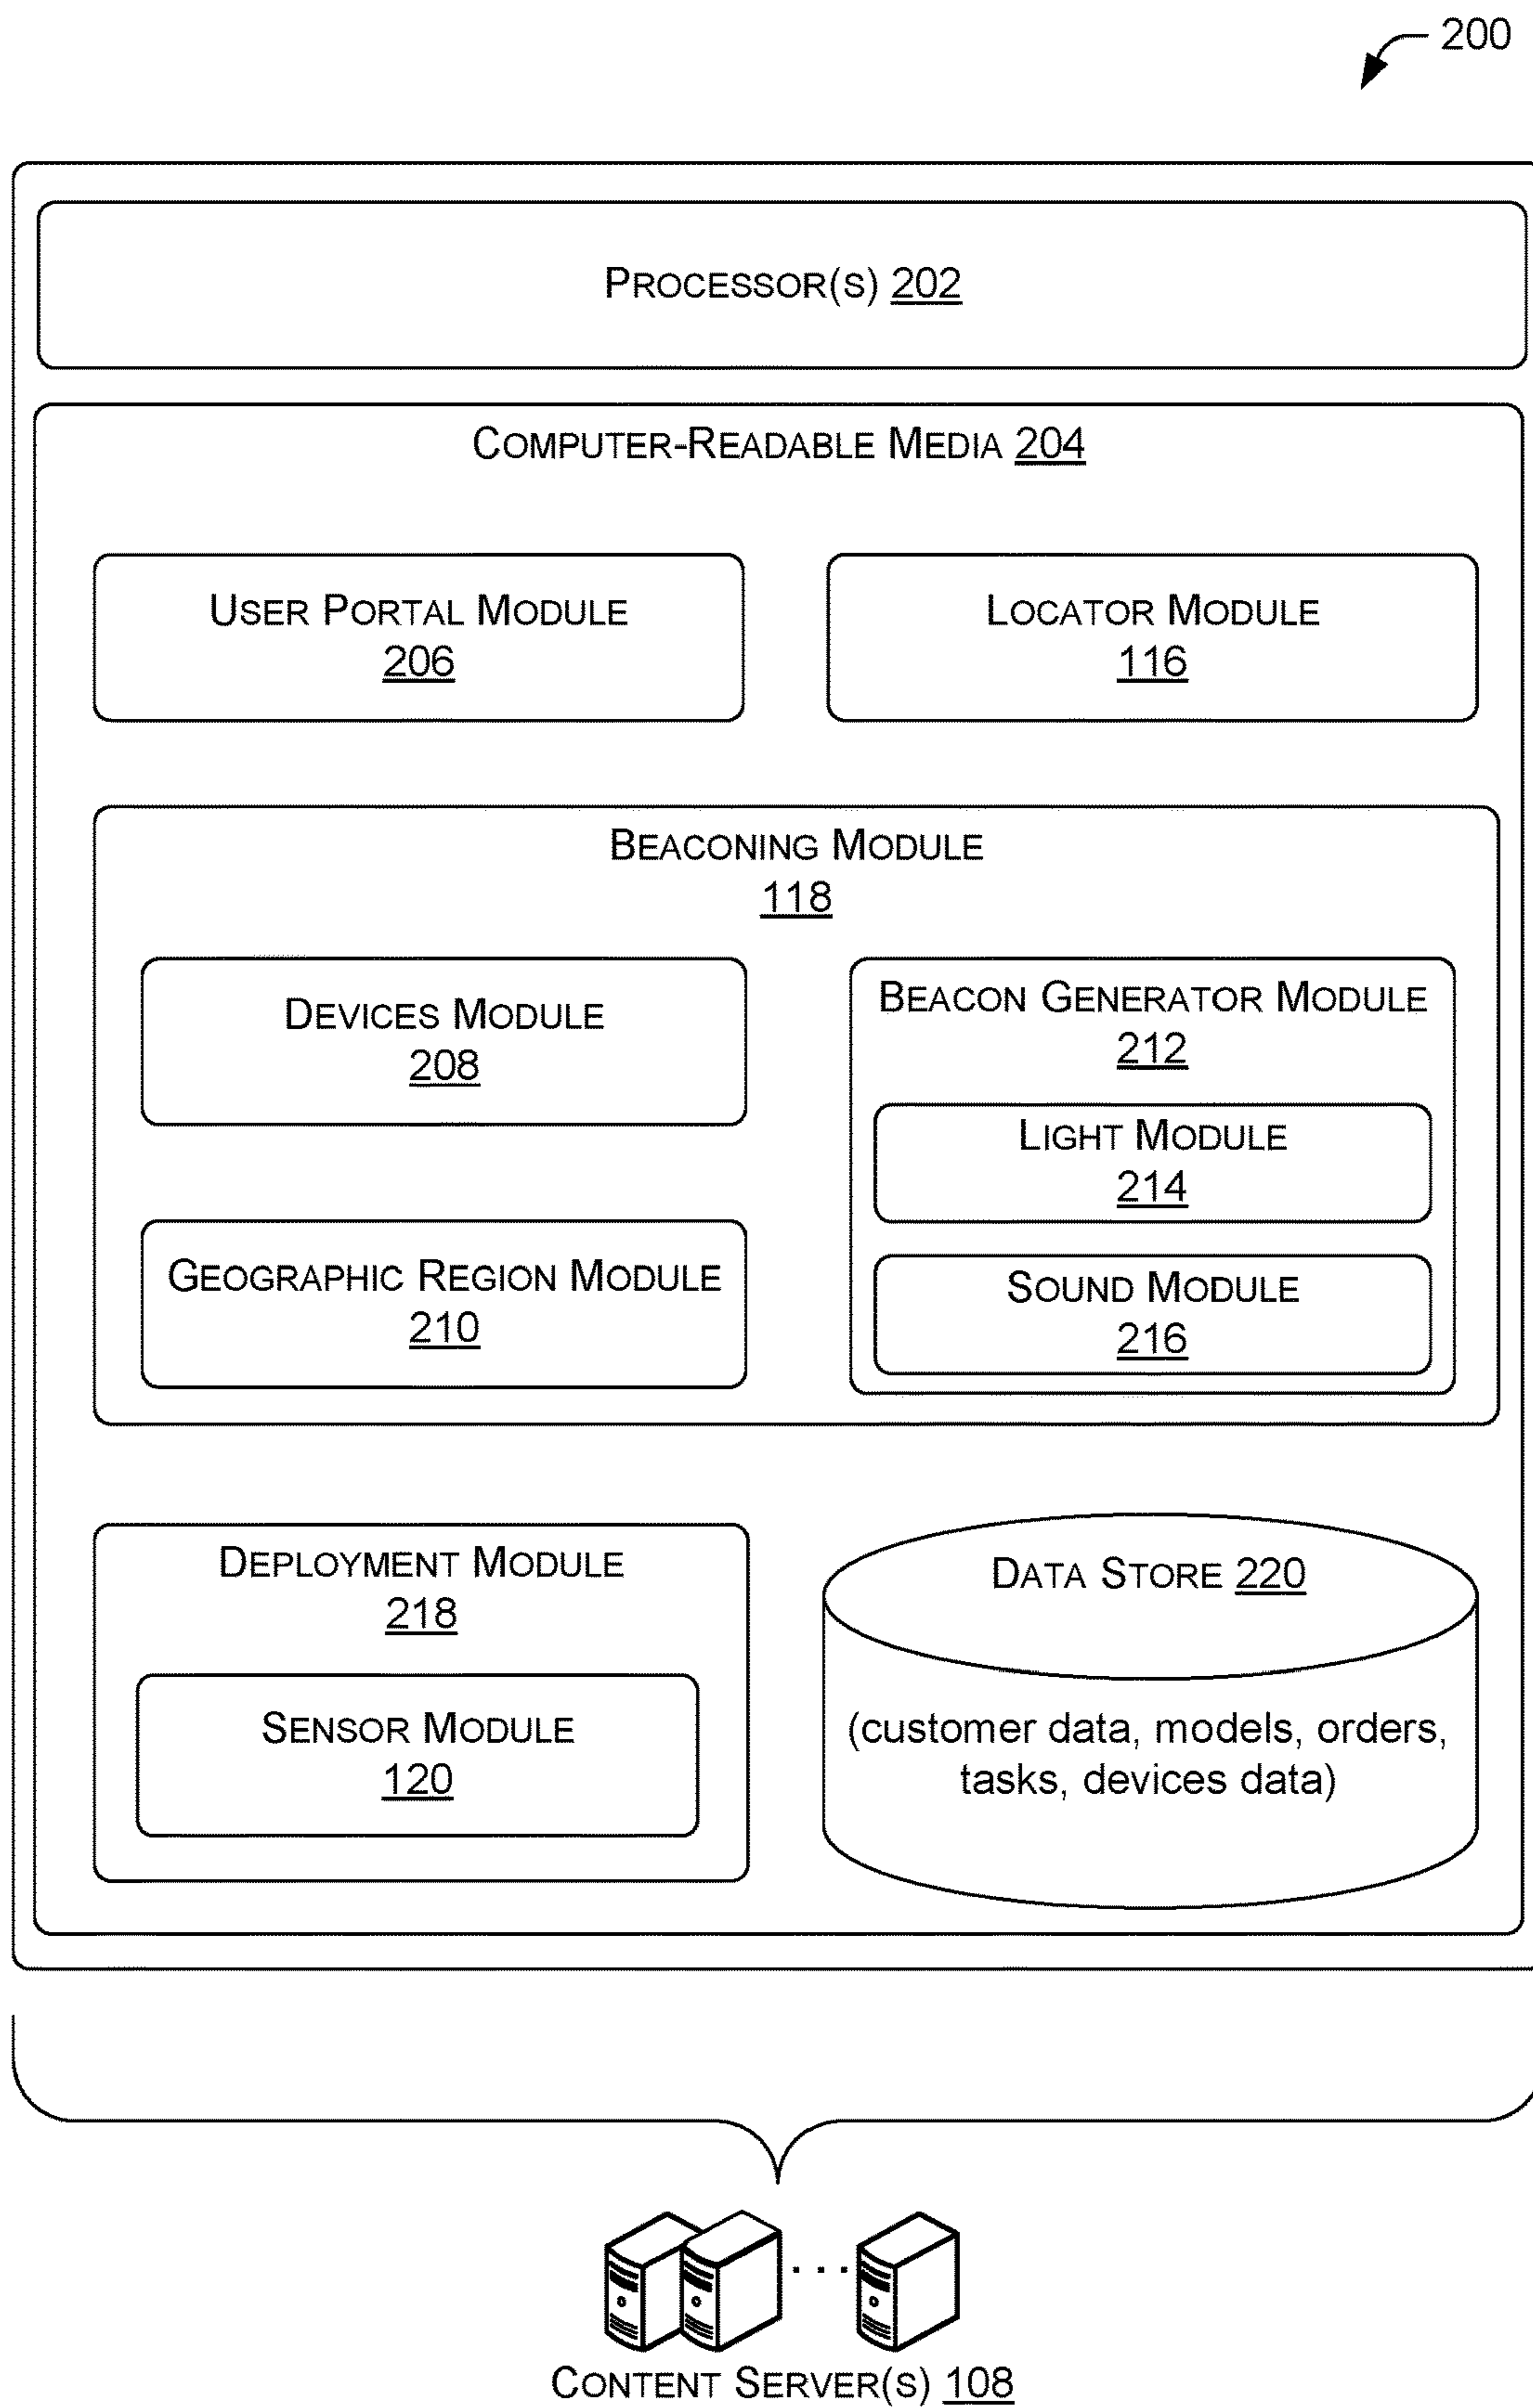 200
PROCESSOR(S) 202
COMPUTER-READABLE MEDIA 204
USER PORTAL MODULE
206
LOCATOR MODULE
116
BEACONING MODULE
118
DEVICES MODULE
208
GEOGRAPHIC REGION MODULE
210
BEACON GENERATOR MODULE
212
LIGHT MODULE
214
SOUND MODULE
216
DEPLOYMENT MODULE
218
SENSOR MODULE
120
DATA STORE 220
(customer data, models, orders,
tasks, devices data)
CONTENT SERVER(S) 108